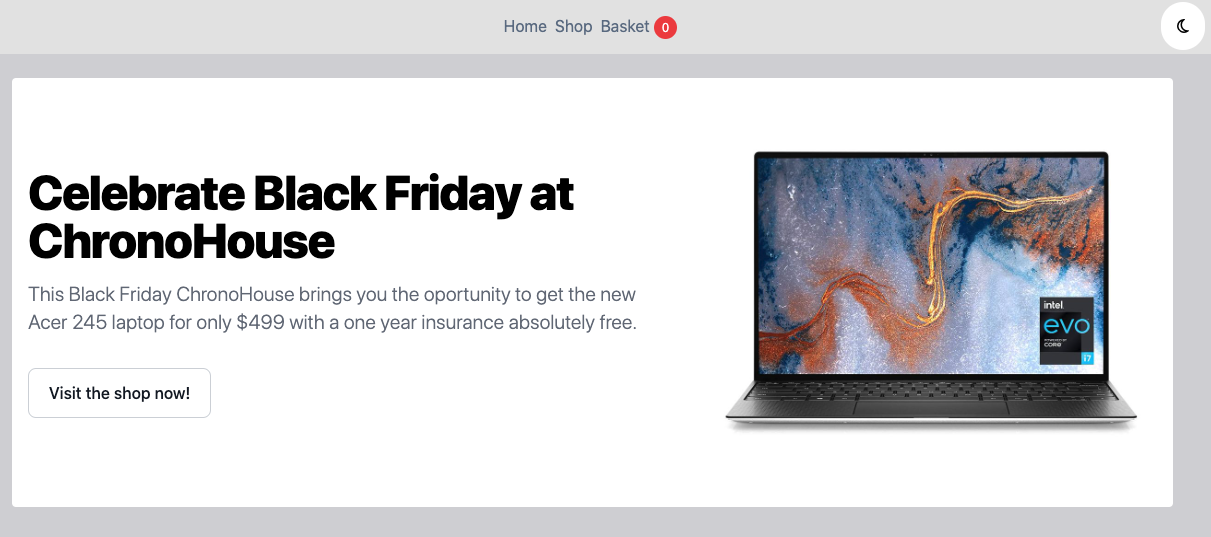 Home Shop Basket 0
Celebrate Black Friday at
ChronoHouse
This Black Friday ChronoHouse brings you the oportunity to get the new
Acer 245 laptop for only $499 with a one year insurance absolutely free.
Visit the shop now!
intel
evo
POWERED BY
CORE
i7